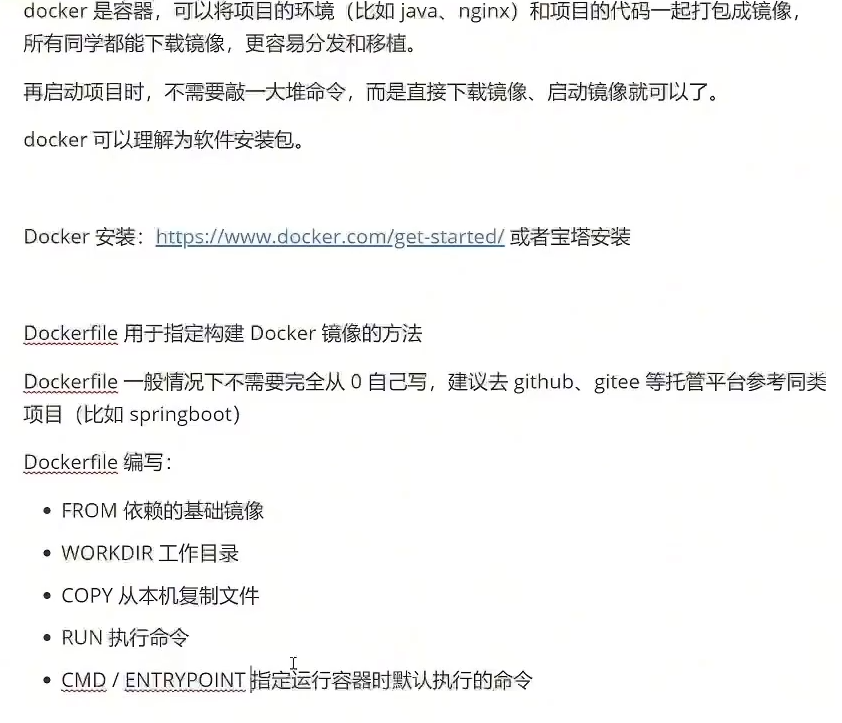 docker 是容器，可以将项目的环境（比如 java、nginx）和项目的代码一起打包成镜像，
所有同学都能下载镜像，更容易分发和移植。
再启动项目时，不需要敲一大堆命令，而是直接下载镜像、启动镜像就可以了。
docker 可以理解为软件安装包。
Docker 安装：https://www.docker.com/get-started/ 或者宝塔安装
Dockerfile 用于指定构建 Docker 镜像的方法
Dockerfile 一般情况下不需要完全从 0 自己写，建议去 github、gitee 等托管平台参考同类
项目（比如 springboot）
Dockerfile 编写：
• FROM 依赖的基础镜像
• WORKDIR 工作目录
• COPY 从本机复制文件
• RUN 执行命令
• CMD / ENTRYPOINT 指定运行容器时默认执行的命令